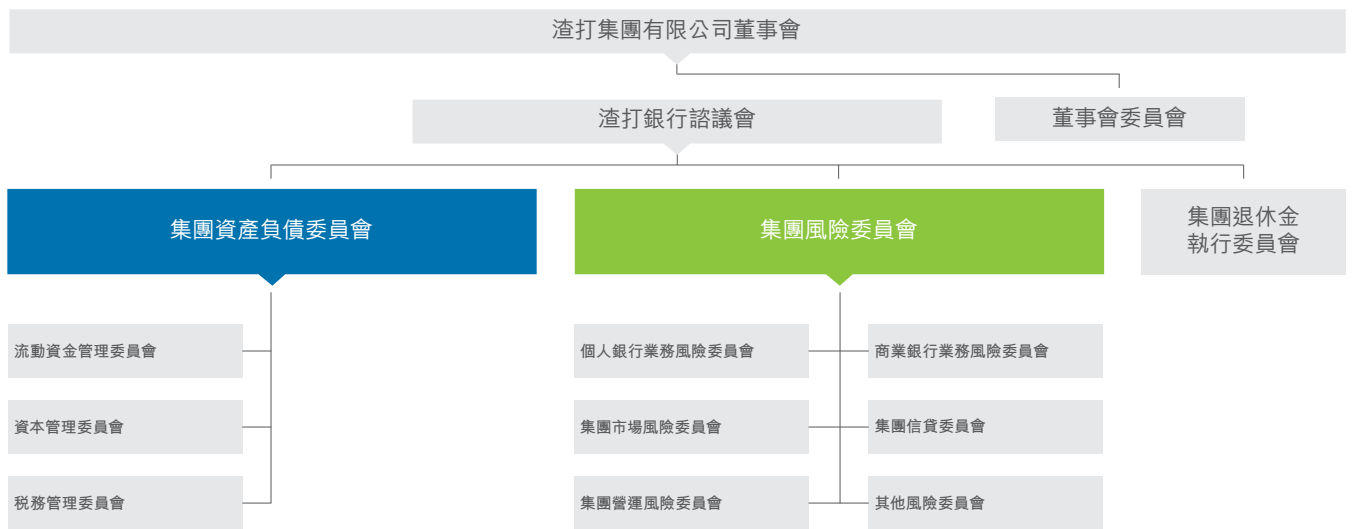 渣打集團有限公司董事會
渣打銀行諮議會
董事會委員會
集團資產負債委員會
集團風險委員會
集團退休金
執行委員會
流動資金管理委員會
個人銀行業務風險委員會
商業銀行業務風險委員會
資本管理委員會
集團市場風險委員會
集團信貸委員會
税務管理委員會
集團營運風險委員會
其他風險委員會